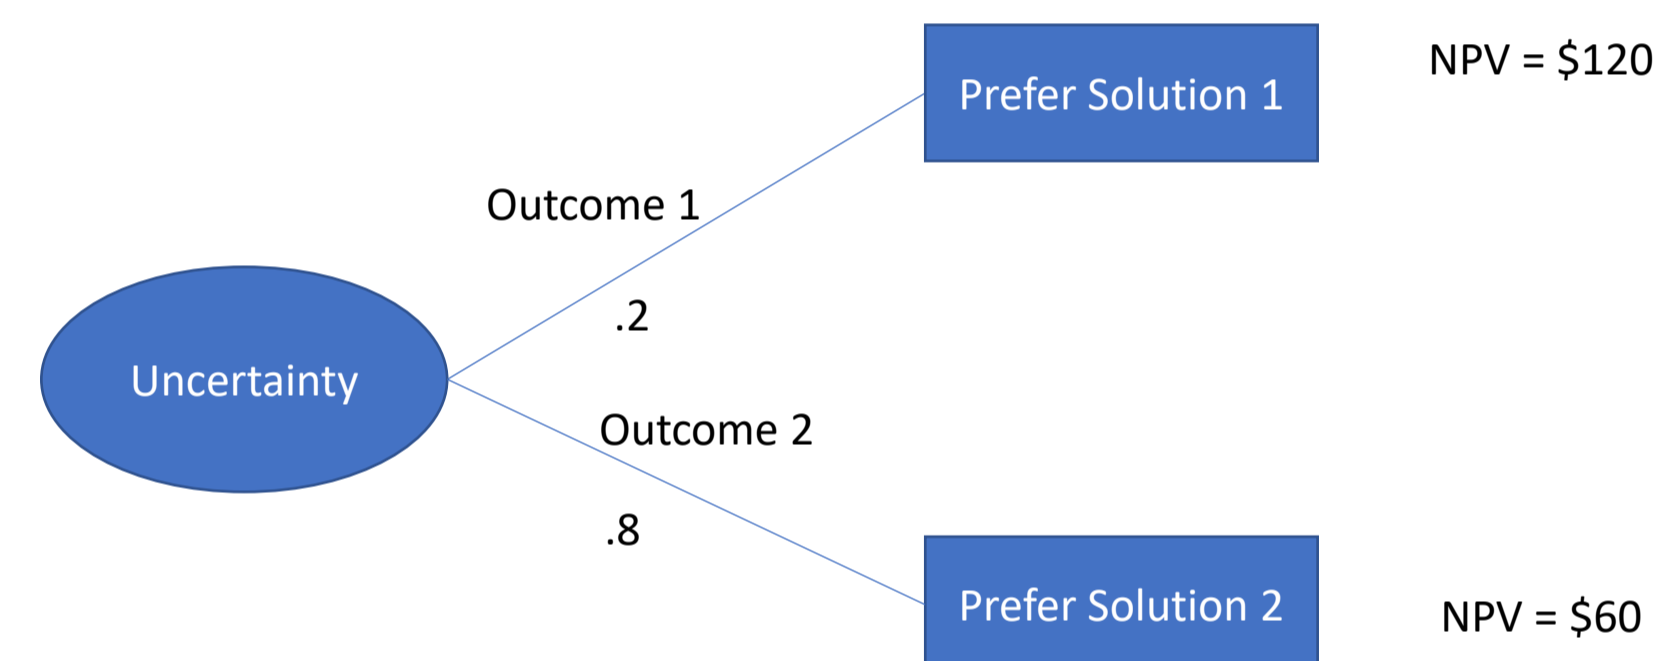 Prefer Solution 1
NPV = $120
Outcome 1
.2
Uncertainty
Outcome 2
.8
Prefer Solution 2
NPV = $60